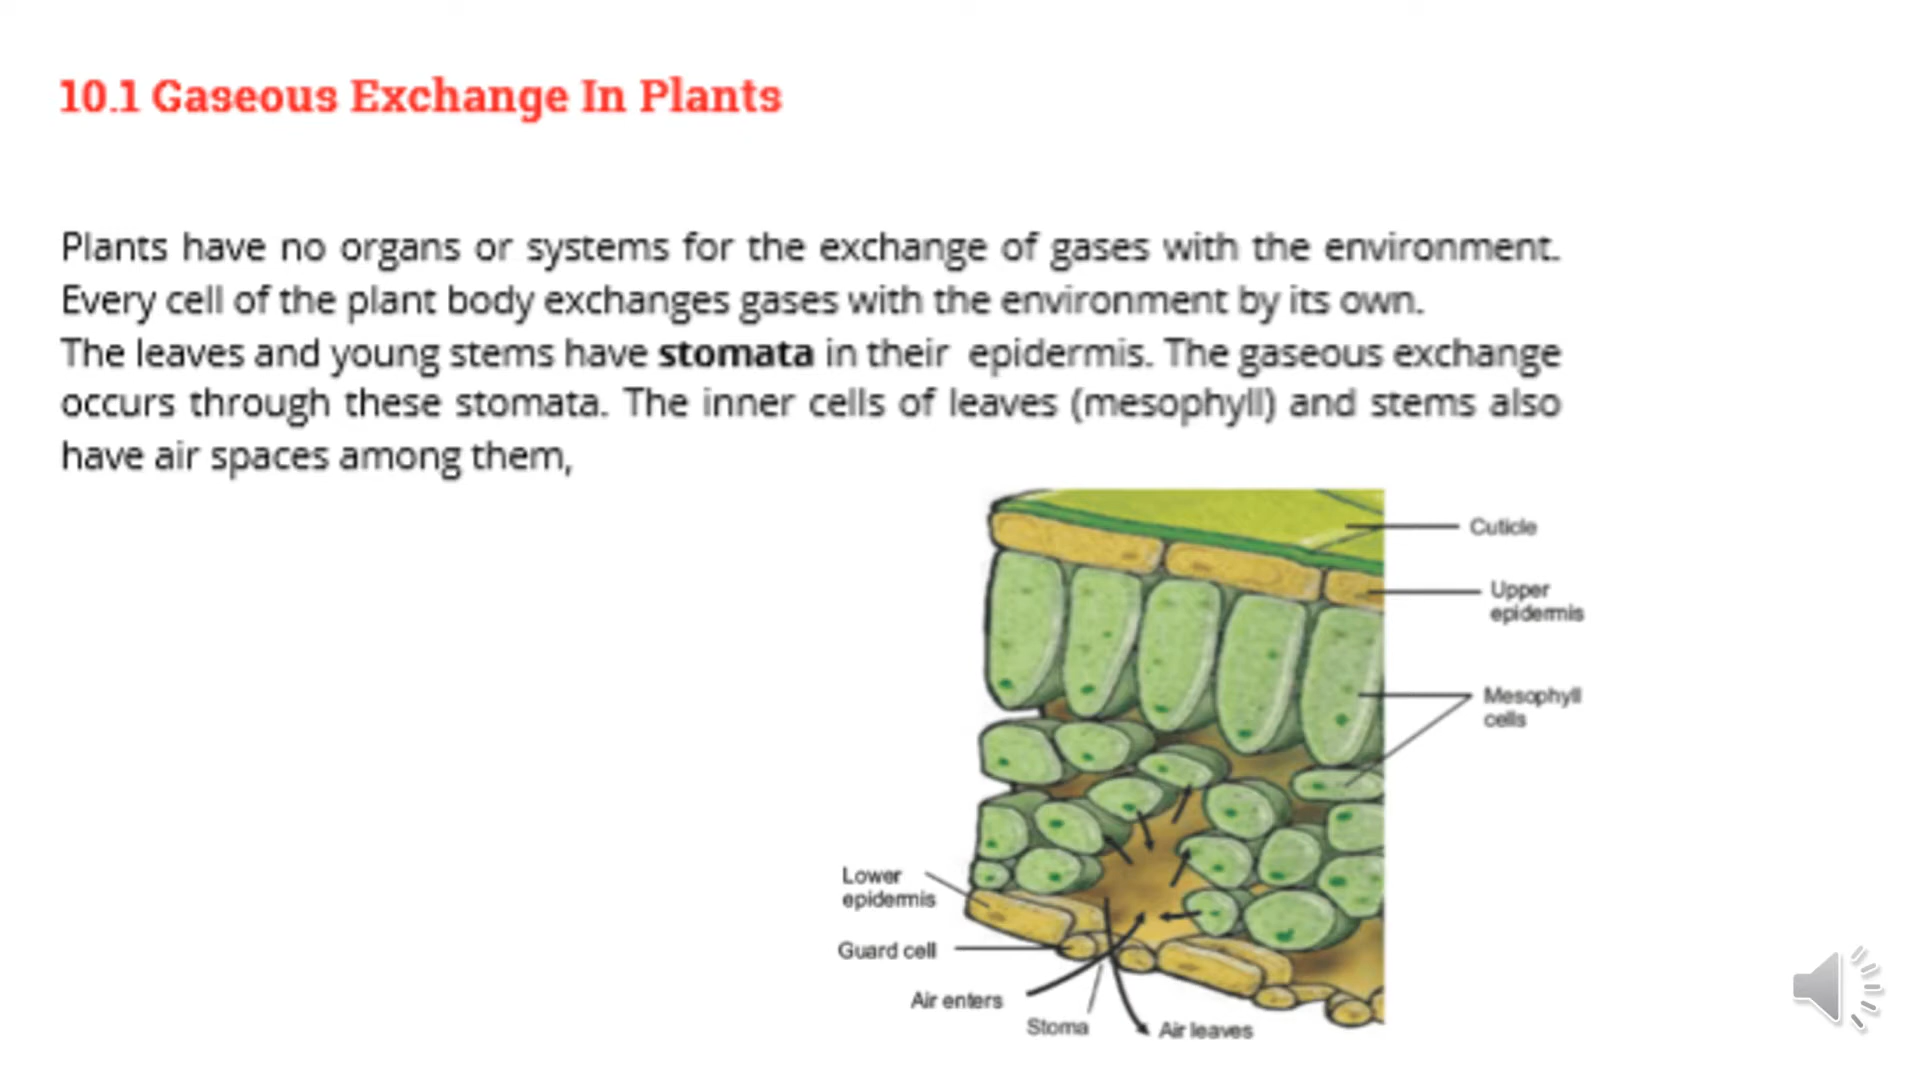 10.1 Gaseous Exchange In Plants
Plants have no organs or systems for the exchange of gases with the environment.
Every cell of the plant body exchanges gases with the environment by its own.
The leaves and young stems have stomata in their epidermis. The gaseous exchange
occurs through these stomata. The inner cells of leaves (mesophyll) and stems also
have air spaces among them,
Cuticle
Upper
epidermis
Mesophyll
cells
Lower
epidermis
Guard cell
Air enters
Stoma
Air leaves